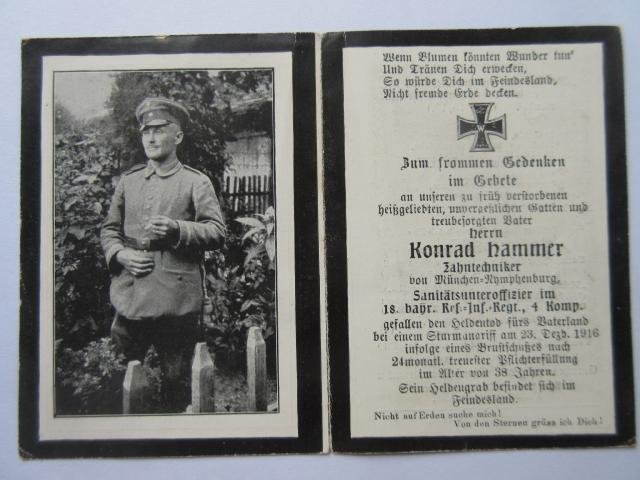 Wenn Blumen könnten Wunder tun
Und Tränen Dich erwecken,
So würde Dich im Feindesland,
Nicht fremde Erde decken.
W
Zum frommen Gedenken
im Gebete
an unseren zu früh verstorbenen
heißgeliebten, unvergeßlichen Gatten und
treubesorgten Vater
Herrn
Konrad Hammer
Zahntechniker
von München-Nymphenburg,
Sanitätsunteroffizier im
18. bayr. Res.-Inf.-Regt., 4 Komp.
gefallen den Heldentod fürs Vaterland
bei einem Sturmangriff am 23. Dezb. 1916
infolge eines Brustschußes nach
24monatl. treuester Pflichterfüllung
im Alter von 38 Jahren.
Sein Heldengrab befindet sich im
Feindesland.
Nicht auf Erden suche mich!
Von den Sternen grüss ich Dich!